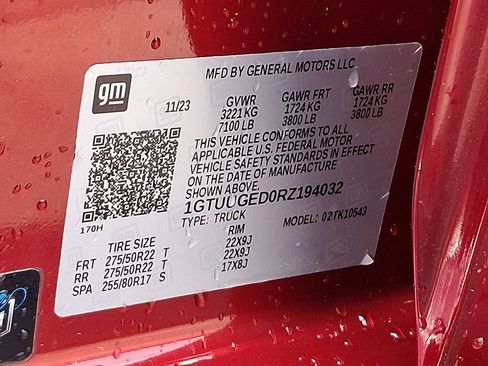 gm
MFD BY GENERAL MOTORS LLC
11/23 GVWR GAWR FRT GAWR RR
3221 KG 1724 KG 1724 KG
7100 LB 3800 LB 3800 LB
THIS VEHICLE CONFORMS TO ALL
APPLICABLE U.S. FEDERAL MOTOR
VEHICLE SAFETY STANDARDS IN EFFECT
ON THE DATE OF MANUFACTURE
SHOWN ABOVE.
170H
1GTUUGED0RZ194032
TYPE: TRUCK MODEL: 02TK10543
TIRE SIZE RIM
FRT 275/50R22 T 22X9J
RR 275/50R22 T 22X9J
SPA 255/80R17 S 17X8J